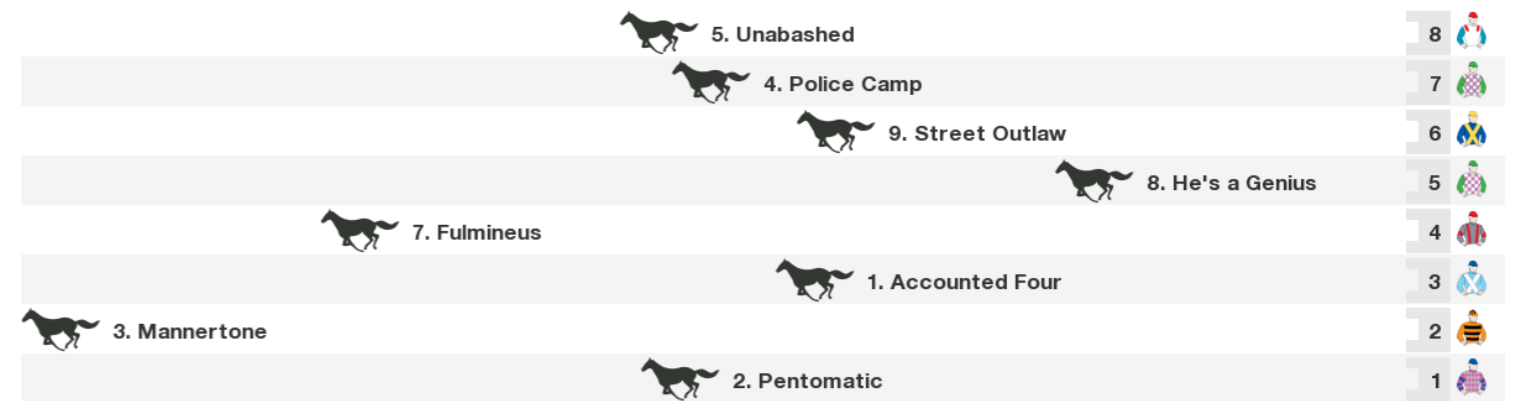 5. Unabashed 8
4. Police Camp 7
9. Street Outlaw 6
8. He's a Genius 5
7. Fulmineus 4
1. Accounted Four 3
3. Mannertone 2
2. Pentomatic 1